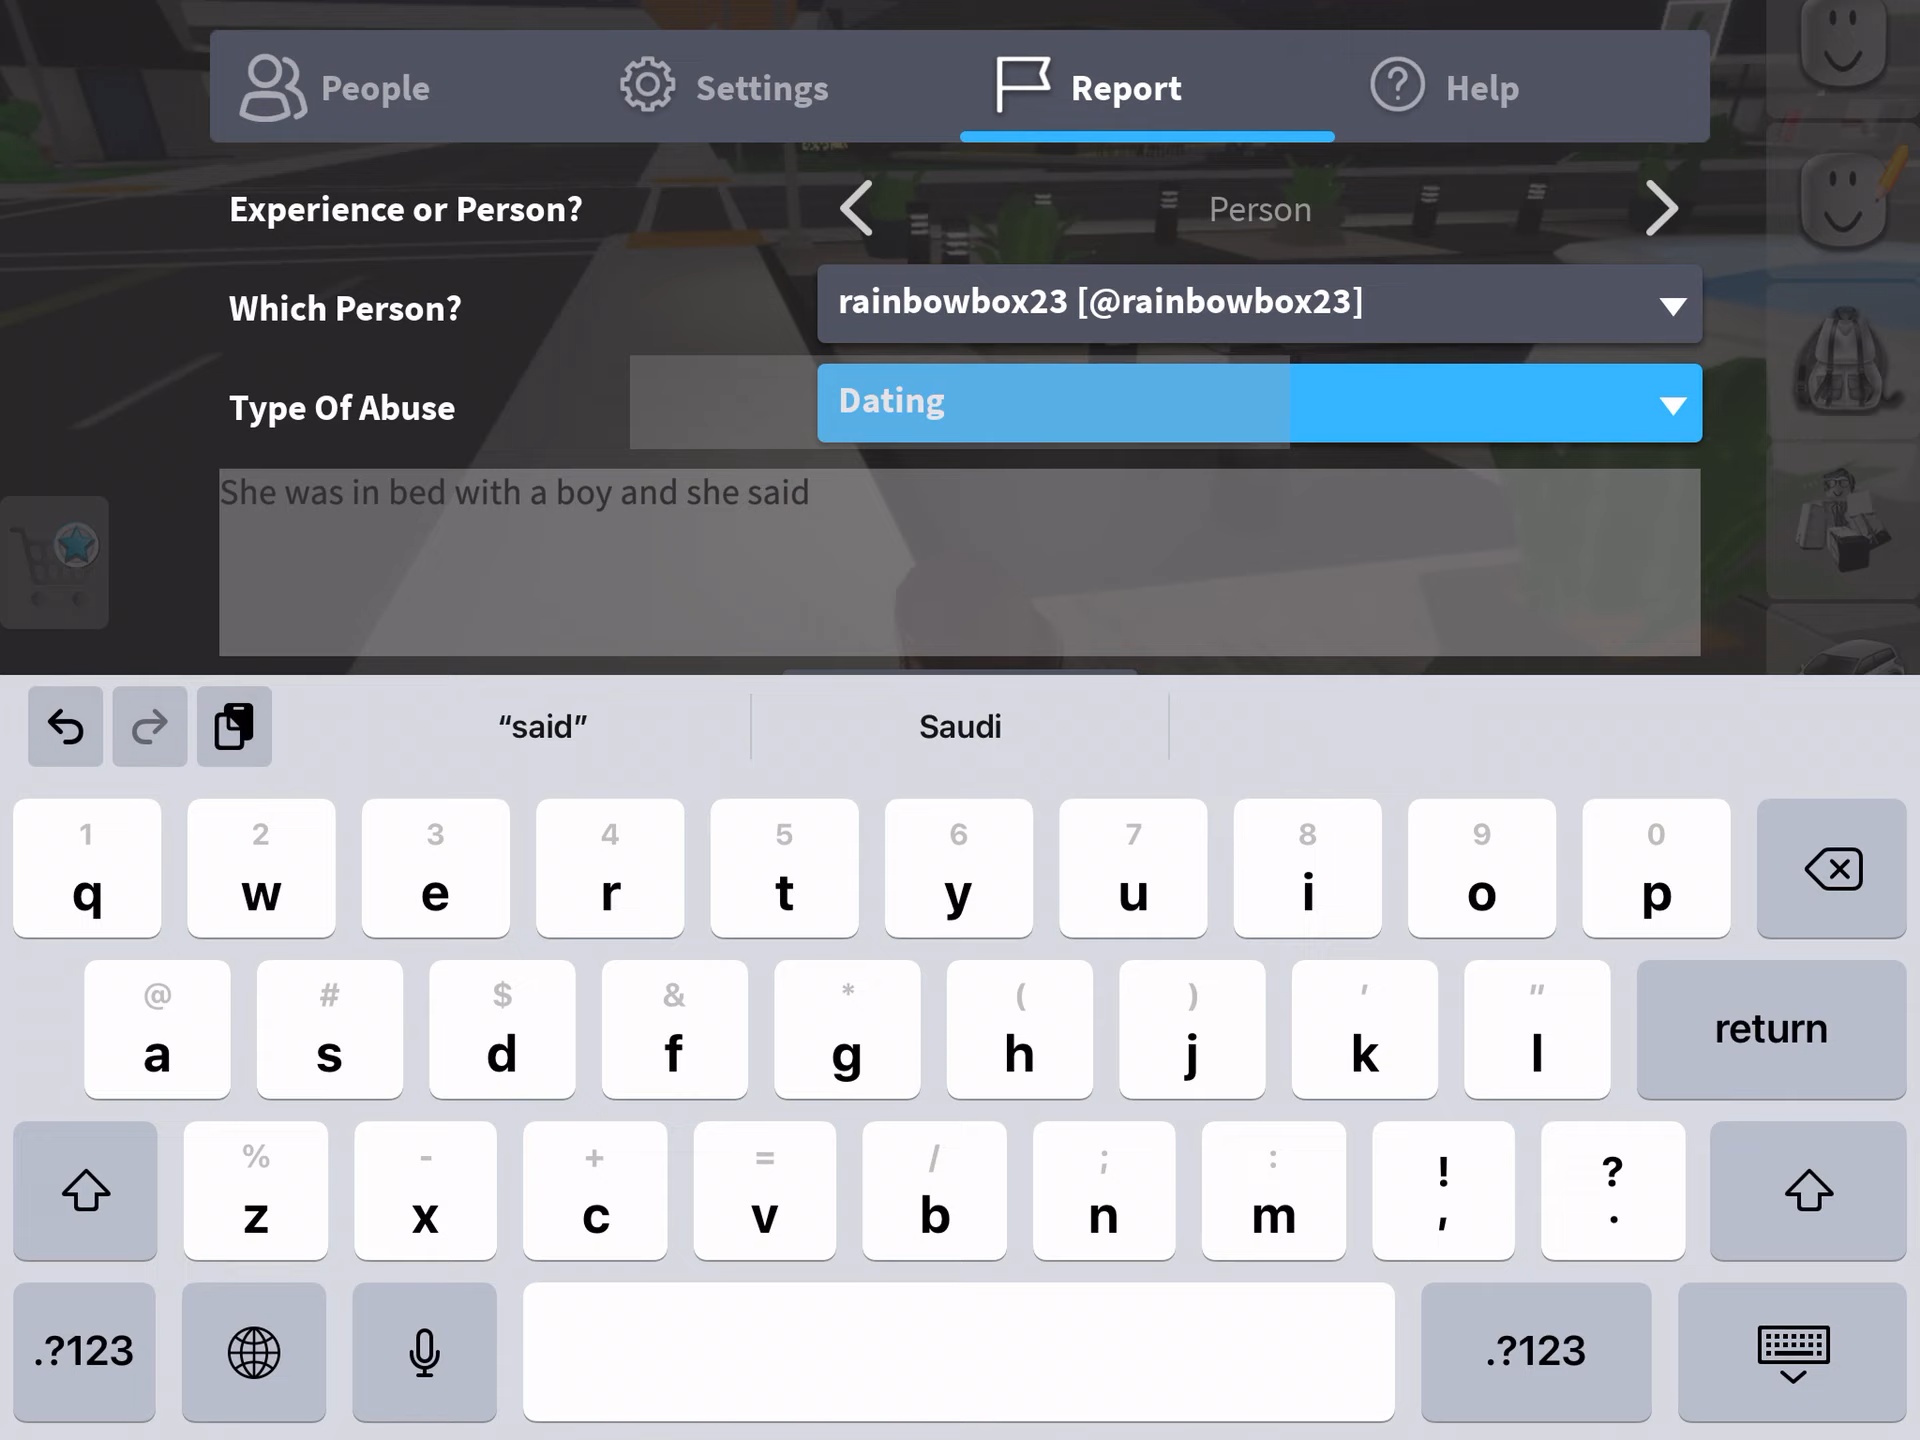 People Settings Report Help
Experience or Person? Person
Which Person? rainbowbox23 [@rainbowbox23]
Type Of Abuse Dating
She was in bed with a boy and she said
“said” Saudi
1 2 3 4 5 6 7 8 9 0
q w e r t y u i o p
@ # $ & * ( ) ' "
a s d f g h j k l return
% - + = / ; : ! ?
z x c v b n m , .
.?123 .?123